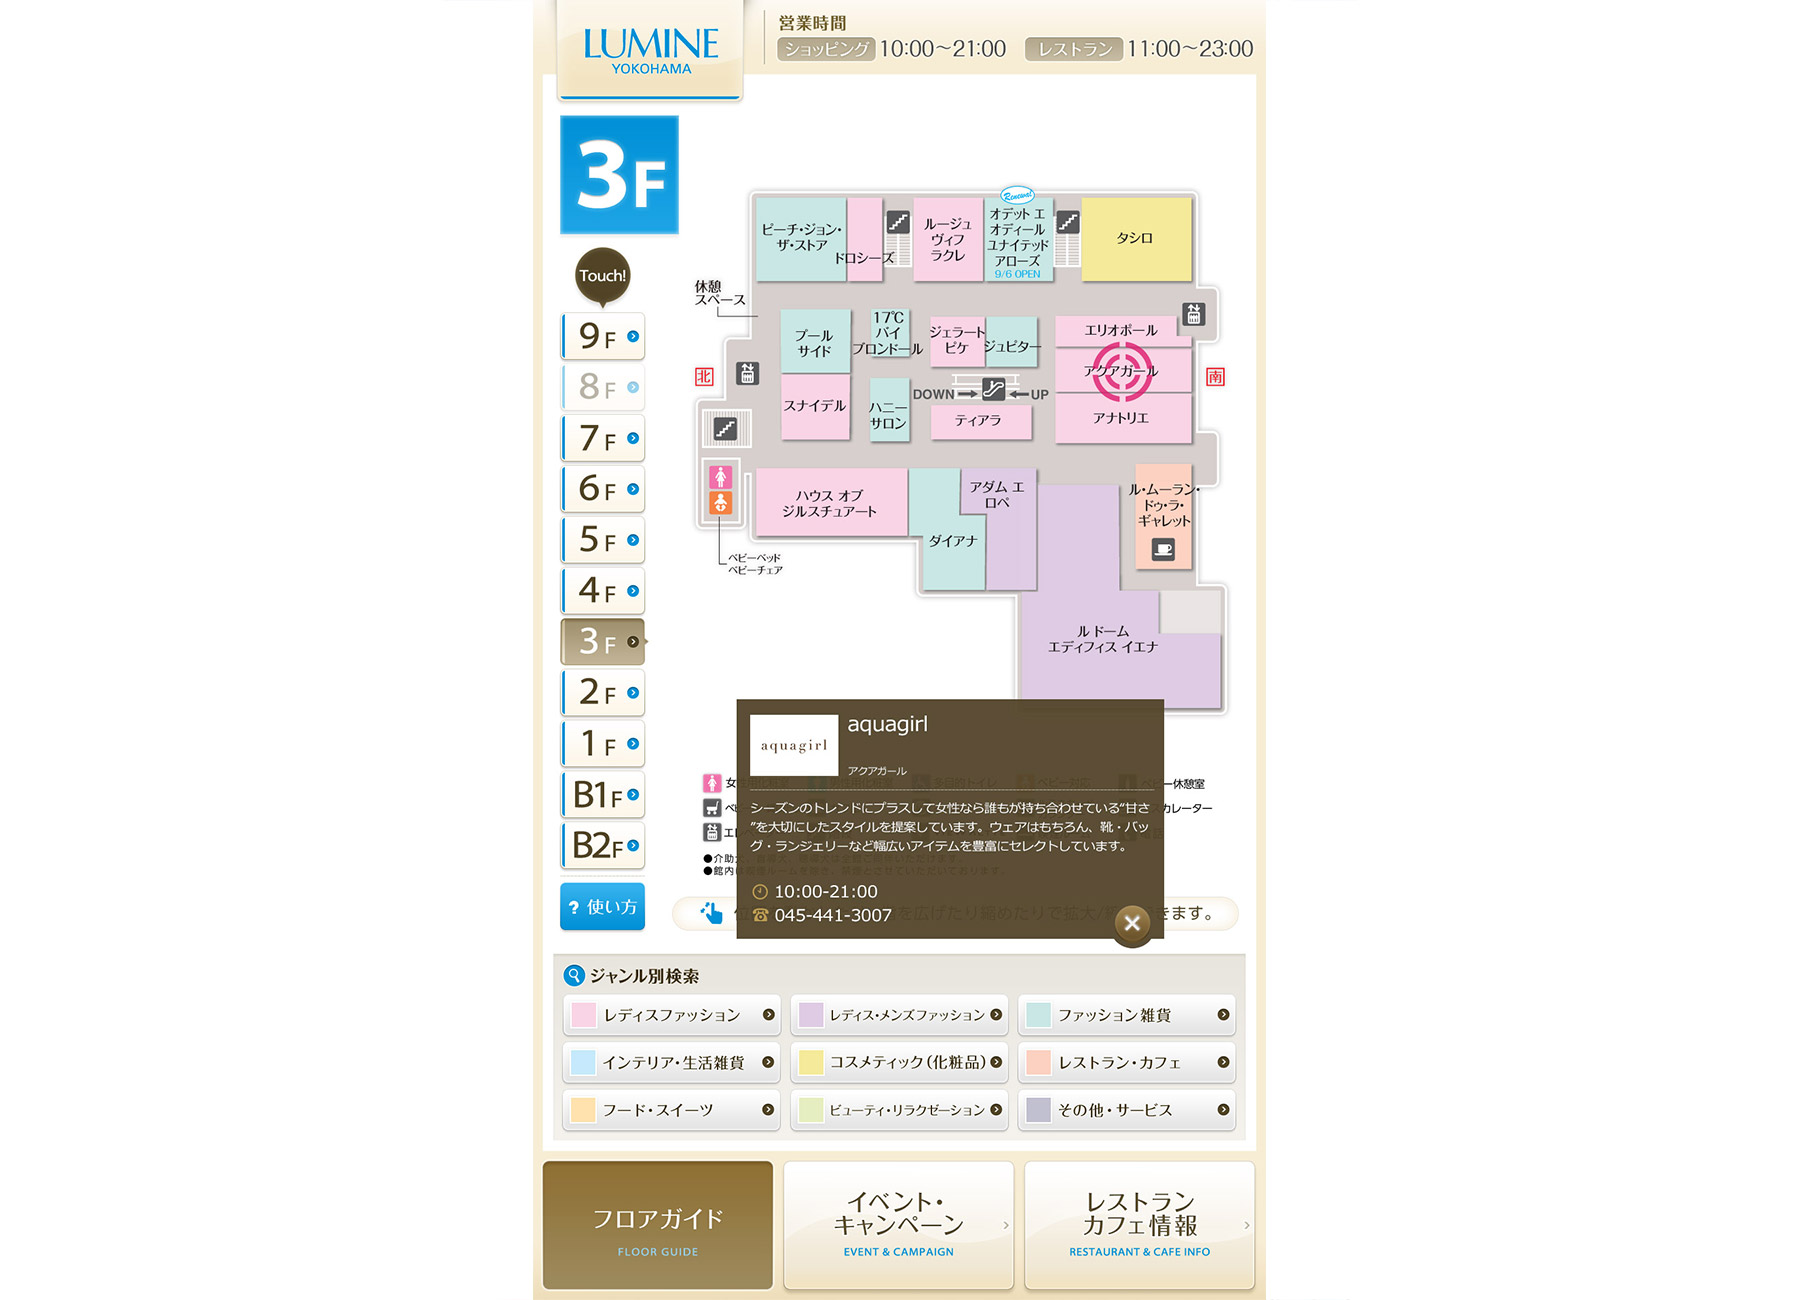 LUMINE
YOKOHAMA
営業時間
ショッピング 10:00～21:00 レストラン 11:00～23:00
3F
Touch!
9F
8F
7F
6F
5F
4F
3F
2F
1F
B1F
B2F
? 使い方
Renewal
ピーチ・ジョン・
ザ・ストア
ドロシーズ
ルージュ
ヴィフ
ラクレ
オデット エ
オディール
ユナイテッド
アローズ
9/6 OPEN
タシロ
休憩
スペース
プール
サイド
17℃
バイ
ブロンドール
ジェラート
ピケ
ジュピター
エリオポール
アクアガール
アナトリエ
北
南
スナイデル
ハニー
サロン
DOWN
UP
ティアラ
ハウス オブ
ジルスチュアート
ダイアナ
アダム エ
ロペ
ル・ムーラン・
ドゥ・ラ・
ギャレット
ベビーベッド
ベビーチェア
ル ドーム
エディフィス イエナ
aquagirl
aquagirl
アクアガール
シーズンのトレンドにプラスして女性なら誰もが持ち合わせている“甘さ
”を大切にしたスタイルを提案しています。ウェアはもちろん、靴・バッ
グ・ランジェリーなど幅広いアイテムを豊富にセレクトしています。
10:00-21:00
045-441-3007
休憩室
カレーター
●介助
●館内
を広げたり縮めたりで拡大/
きます。
ジャンル別検索
レディスファッション
レディス・メンズファッション
ファッション雑貨
インテリア・生活雑貨
コスメティック（化粧品）
レストラン・カフェ
フード・スイーツ
ビューティ・リラクゼーション
その他・サービス
フロアガイド
FLOOR GUIDE
イベント・
キャンペーン
EVENT & CAMPAIGN
レストラン
カフェ情報
RESTAURANT & CAFE INFO